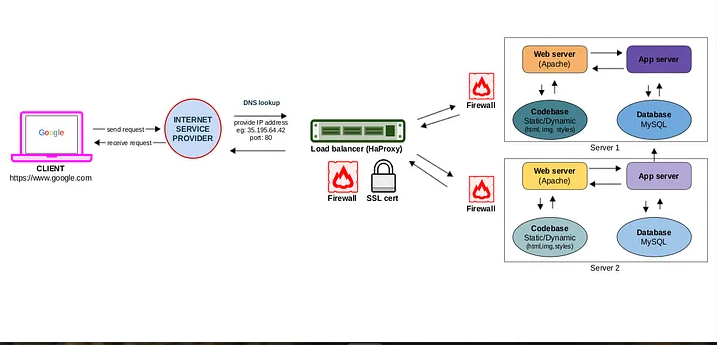 Google
CLIENT
https://www.google.com
send request
receive request
INTERNET
SERVICE
PROVIDER
DNS lookup
provide IP address
eg: 35.195.64.42
port: 80
Load balancer (HaProxy)
Firewall
SSL cert
Firewall
Firewall
Web server
(Apache)
App server
Codebase
Static/Dynamic
(html, img, styles)
Database
MySQL
Server 1
Web server
(Apache)
App server
Codebase
Static/Dynamic
(html,img,styles)
Database
MySQL
Server 2